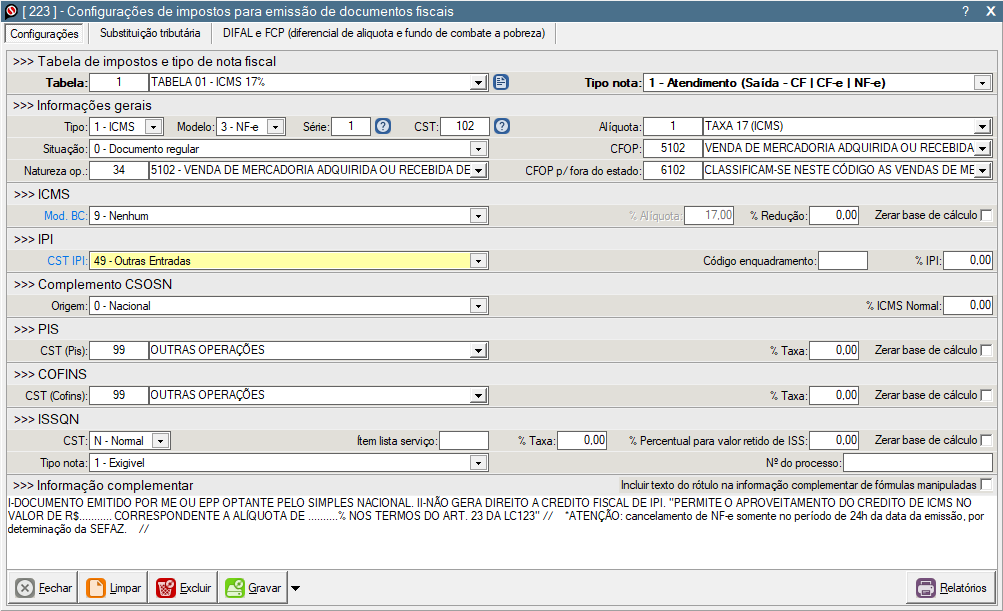 [ 223 ] - Configurações de impostos para emissão de documentos fiscais ? X
Configurações Substituição tributária DIFAL e FCP (diferencial de aliquota e fundo de combate a pobreza)
>>> Tabela de impostos e tipo de nota fiscal
Tabela: 1 TABELA 01 - ICMS 17% Tipo nota: 1 - Atendimento (Saída - CF | CF-e | NF-e)
>>> Informações gerais
Tipo: 1 - ICMS Modelo: 3 - NF-e Série: 1 ? CST: 102 ? Alíquota: 1 TAXA 17 (ICMS)
Situação: 0 - Documento regular CFOP: 5102 VENDA DE MERCADORIA ADQUIRIDA OU RECEBIDA
Natureza op.: 34 5102 - VENDA DE MERCADORIA ADQUIRIDA OU RECEBIDA DE CFOP p/ fora do estado: 6102 CLASSIFICAM-SE NESTE CÓDIGO AS VENDAS DE ME
>>> ICMS
Mod. BC: 9 - Nenhum % Alíquota: 17,00 % Redução: 0,00 Zerar base de cálculo
>>> IPI
CST IPI: 49 - Outras Entradas Código enquadramento: % IPI: 0,00
>>> Complemento CSOSN
Origem: 0 - Nacional % ICMS Normal: 0,00
>>> PIS
CST (Pis): 99 OUTRAS OPERAÇÕES % Taxa: 0,00 Zerar base de cálculo
>>> COFINS
CST (Cofins): 99 OUTRAS OPERAÇÕES % Taxa: 0,00 Zerar base de cálculo
>>> ISSQN
CST: N - Normal Ítem lista serviço: % Taxa: 0,00 % Percentual para valor retido de ISS: 0,00 Zerar base de cálculo
Tipo nota: 1 - Exigivel Nº do processo:
>>> Informação complementar Incluir texto do rótulo na informação complementar de fórmulas manipuladas
I-DOCUMENTO EMITIDO POR ME OU EPP OPTANTE PELO SIMPLES NACIONAL. II-NÃO GERA DIREITO A CREDITO FISCAL DE IPI. "PERMITE O APROVEITAMENTO DO CREDITO DE ICMS NO
VALOR DE R$........... CORRESPONDENTE A ALÍQUOTA DE ..........% NOS TERMOS DO ART. 23 DA LC123" // *ATENÇÃO: cancelamento de NF-e somente no período de 24h da data da emissão, por
determinação da SEFAZ. //
Fechar Limpar Excluir Gravar Relatórios